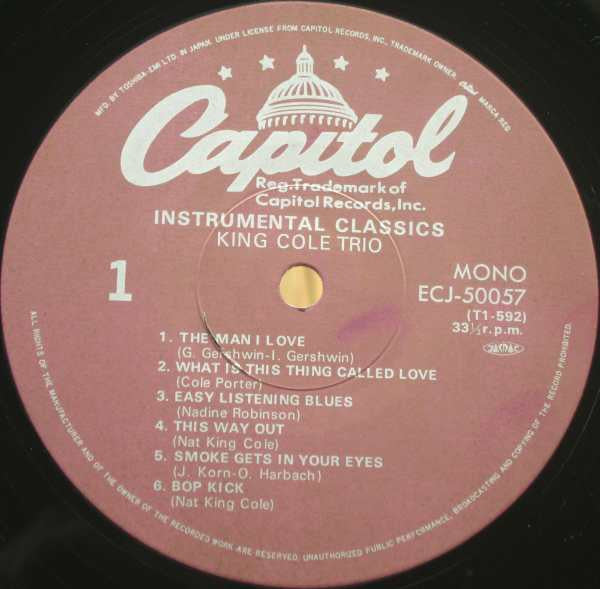 MFD. BY TOSHIBA-EMI LTD. IN JAPAN. UNDER LICENSE FROM CAPITOL RECORDS, INC., TRADEMARK OWNER. Capitol MARCA REG.
Capitol
Reg.Trademark of
Capitol Records,Inc.
INSTRUMENTAL CLASSICS
KING COLE TRIO
1
MONO
ECJ-50057
(T1-592)
33⅓r.p.m.
JASRAC
1. THE MAN I LOVE
(G. Gershwin-I. Gershwin)
2. WHAT IS THIS THING CALLED LOVE
(Cole Porter)
3. EASY LISTENING BLUES
(Nadine Robinson)
4. THIS WAY OUT
(Nat King Cole)
5. SMOKE GETS IN YOUR EYES
(J. Korn-O. Harbach)
6. BOP KICK
(Nat King Cole)
ALL RIGHTS OF THE MANUFACTURER AND OF THE OWNER OF THE RECORDED WORK ARE RESERVED. UNAUTHORIZED PUBLIC PERFORMANCE, BROADCASTING AND COPYING OF THE RECORD PROHIBITED.